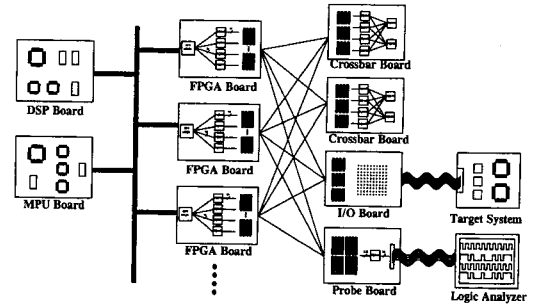 Crossbar Board
FPGA Board
DSP Board
Crossbar Board
FPGA Board
MPU Board
I/O Board
Target System
FPGA Board
Probe Board
Logic Analyzer